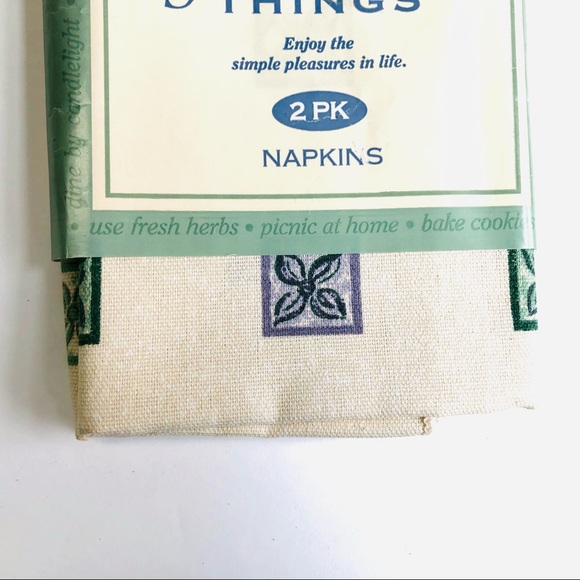 THINGS
Enjoy the
simple pleasures in life.
2 PK
NAPKINS
dine by candlelight
• use fresh herbs • picnic at home • bake cookies